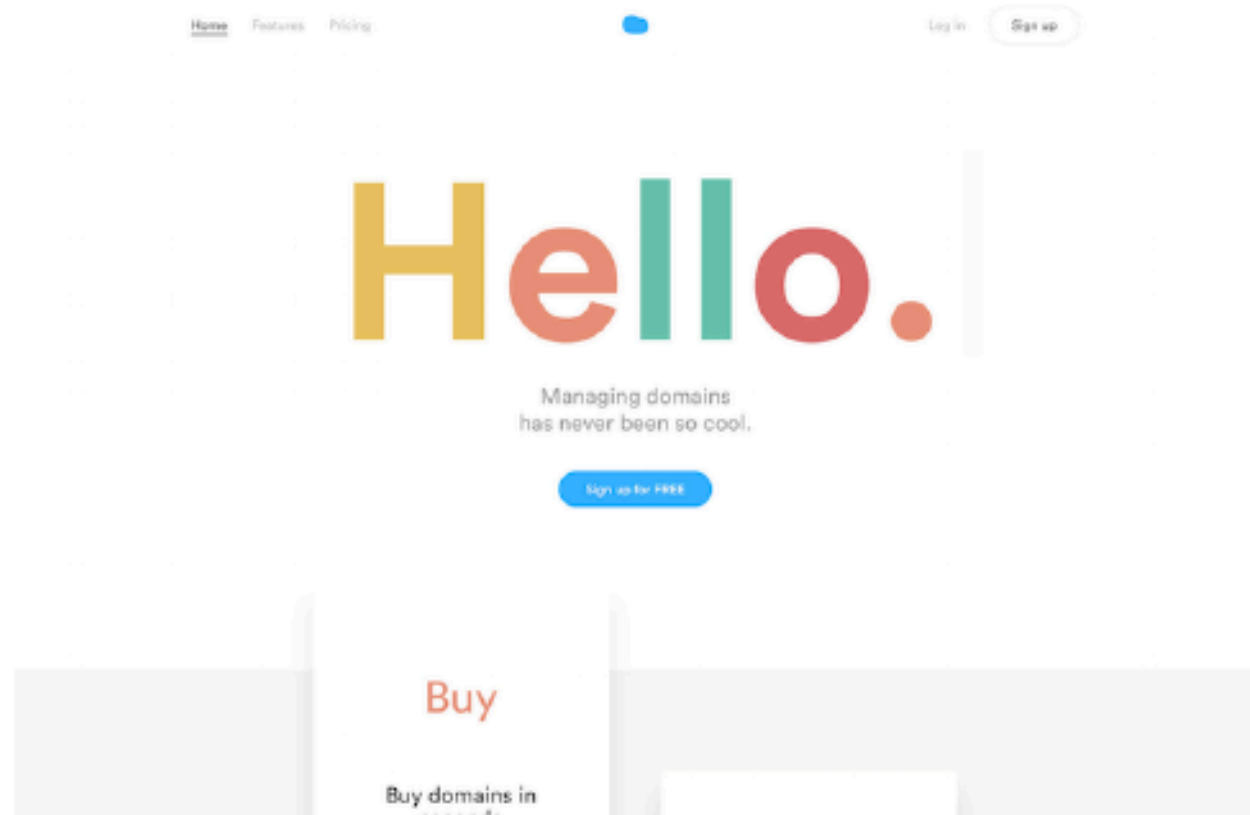 Home Features Pricing Log in Sign up
Hello.
Managing domains
has never been so cool.
Sign up for FREE
Buy
Buy domains in
seconds